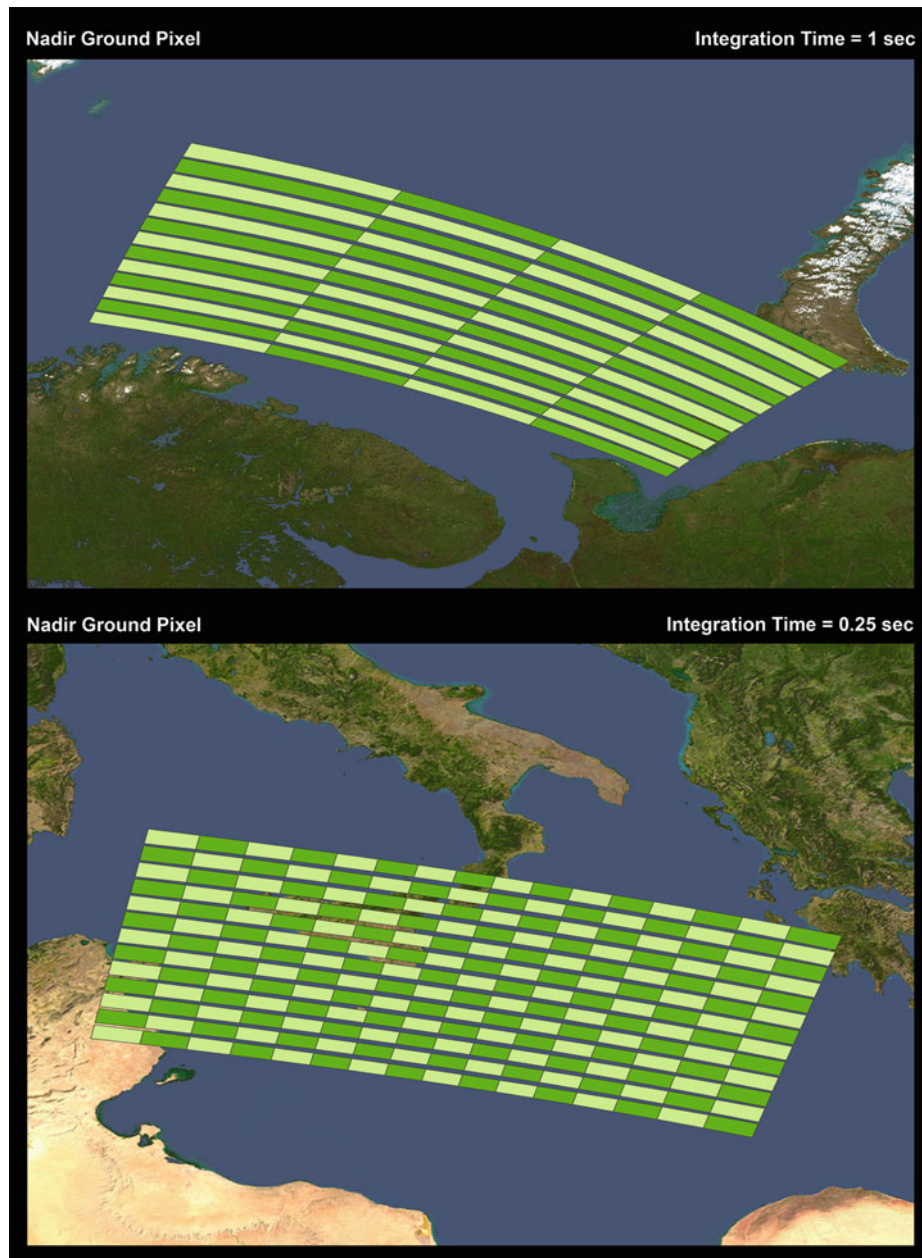 Nadir Ground Pixel
Integration Time = 1 sec
Nadir Ground Pixel
Integration Time = 0.25 sec